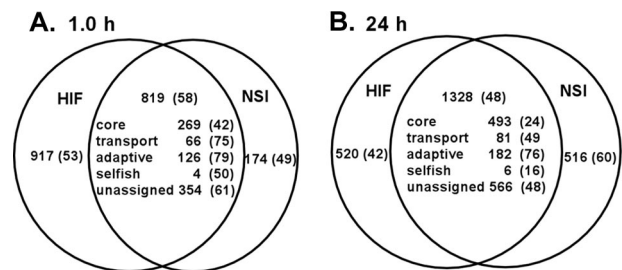 A. 1.0 h
HIF
NSI
819 (58)
core 269 (42)
transport 66 (75)
adaptive 126 (79)
selfish 4 (50)
unassigned 354 (61)
917 (53)
174 (49)
B. 24 h
HIF
NSI
1328 (48)
core 493 (24)
transport 81 (49
adaptive 182 (76)
selfish 6 (16)
unassigned 566 (48)
520 (42)
516 (60)